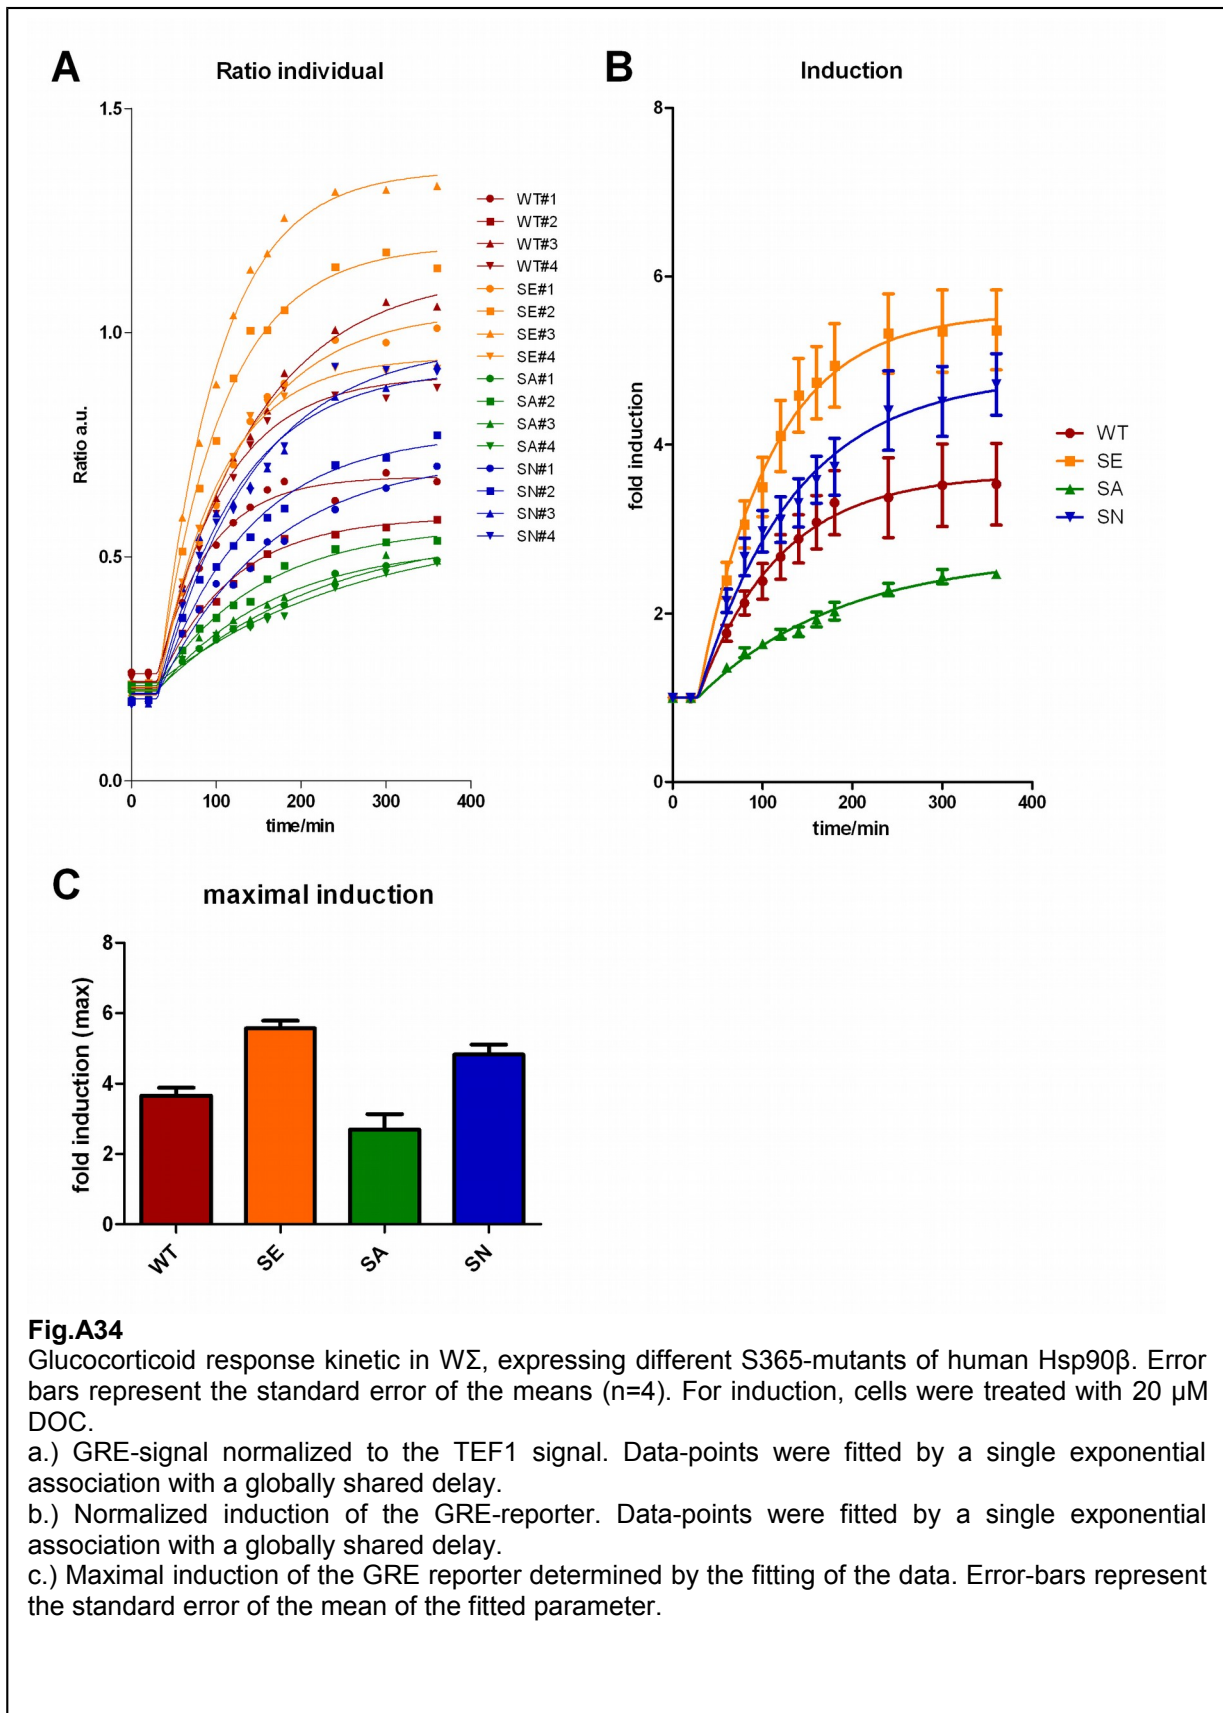 A
Ratio individual
1.5
1.0
0.5
0.0
Ratio a.u.
0
100
200
300
400
time/min
WT#1
WT#2
WT#3
WT#4
SE#1
SE#2
SE#3
SE#4
SA#1
SA#2
SA#3
SA#4
SN#1
SN#2
SN#3
SN#4
B
Induction
8
6
4
2
0
fold induction
0
100
200
300
400
time/min
WT
SE
SA
SN
C
maximal induction
8
6
4
2
0
fold induction (max)
WT
SE
SA
SN
Fig.A34
Glucocorticoid response kinetic in WΣ, expressing different S365-mutants of human Hsp90β. Error
bars represent the standard error of the means (n=4). For induction, cells were treated with 20 µM
DOC.
a.) GRE-signal normalized to the TEF1 signal. Data-points were fitted by a single exponential
association with a globally shared delay.
b.) Normalized induction of the GRE-reporter. Data-points were fitted by a single exponential
association with a globally shared delay.
c.) Maximal induction of the GRE reporter determined by the fitting of the data. Error-bars represent
the standard error of the mean of the fitted parameter.